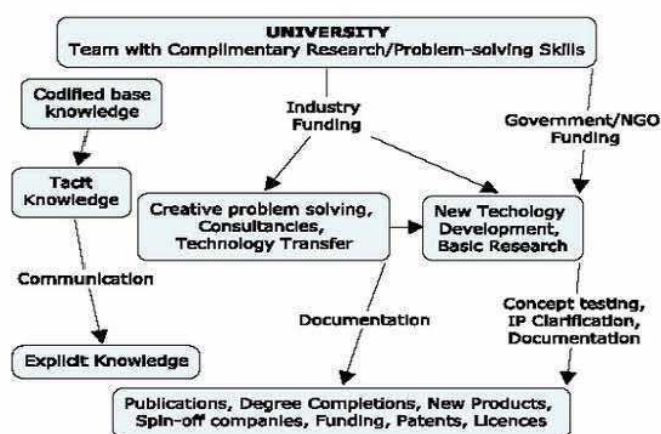 UNIVERSITY
Team with Complimentary Research/Problem-solving Skills
Codified base
knowledge
Industry
Funding
Government/NGO
Funding
Tacit
Knowledge
Creative problem solving,
Consultancies,
Technology Transfer
New Techology
Development,
Basic Research
Communication
Documentation
Concept testing,
IP Clarification,
Documentation
Explicit Knowledge
Publications, Degree Completions, New Products,
Spin-off companies, Funding, Patents, Licences